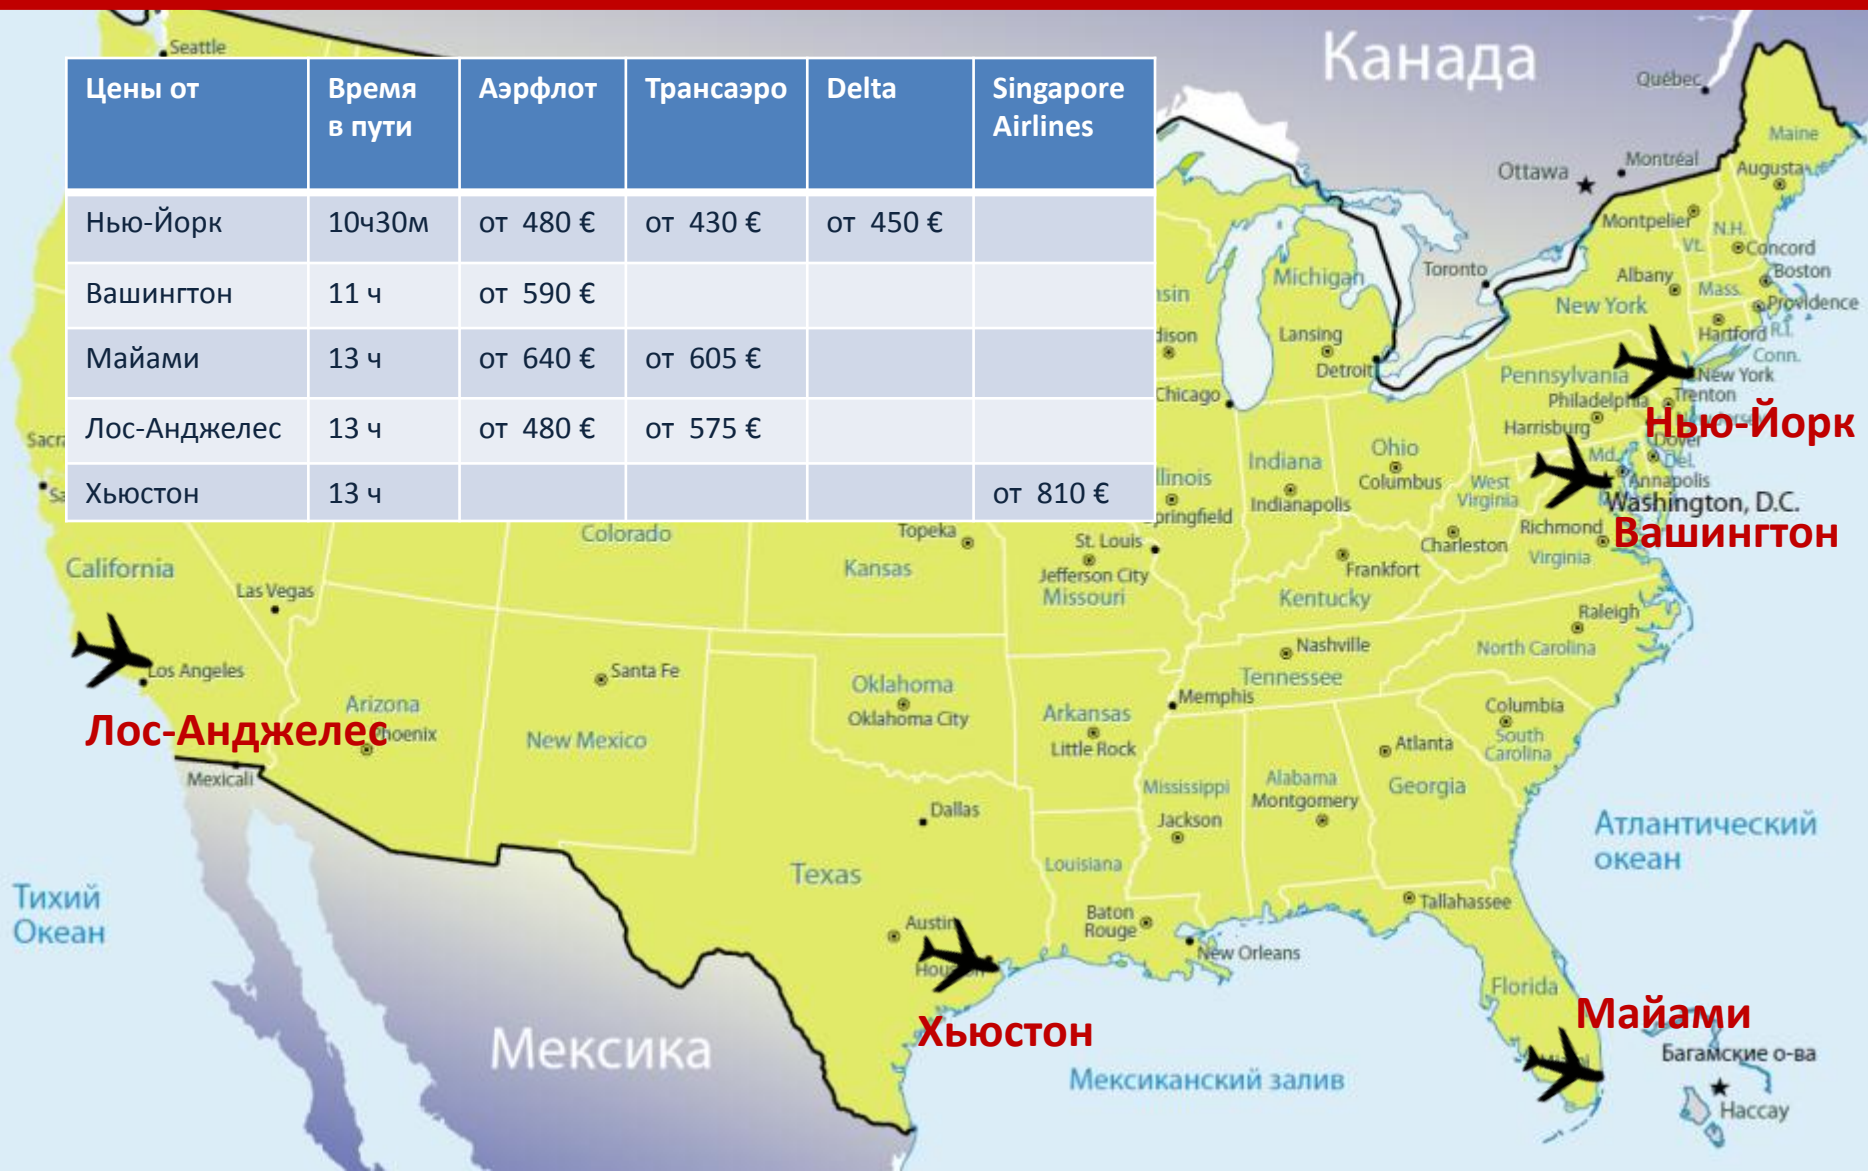 Цены от
Время
в пути
Аэрфлот
Трансаэро
Delta
Singapore
Airlines
Нью-Йорк 10ч30м от 480 € от 430 € от 450 €
Вашингтон 11 ч от 590 €
Майами 13 ч от 640 € от 605 €
Лос-Анджелес 13 ч от 480 € от 575 €
Хьюстон 13 ч от 810 €
Seattle
Канада
Québec
Maine
Ottawa
Montréal
Augusta
Montpelier
N.H.
Vt.
Concord
Toronto
Albany
Boston
Michigan
Mass.
New York
Providence
Lansing
Hartford
R.I.
Conn.
Detroit
Pennsylvania
New York
Chicago
Philadelphia
Trenton
Harrisburg
Нью-Йорк
Dover
Ohio
Md.
Del.
Indiana
Columbus
West
Virginia
Annapolis
Indianapolis
Washington, D.C.
Вашингтон
Richmond
Charleston
Virginia
Colorado
Topeka
St. Louis
California
Kansas
Jefferson City
Missouri
Frankfort
Las Vegas
Kentucky
Raleigh
Nashville
North Carolina
Los Angeles
Santa Fe
Tennessee
Oklahoma
Oklahoma City
Memphis
Arizona
Arkansas
Little Rock
Columbia
South
Carolina
Лос-Анджелес
New Mexico
Atlanta
Mexicali
Mississippi
Alabama
Georgia
Montgomery
Dallas
Jackson
Атлантический
океан
Texas
Louisiana
Тихий
Океан
Austin
Baton
Rouge
Tallahassee
New Orleans
Florida
Хьюстон
Майами
Мексика
Багамские о-ва
Мексиканский залив
Нассау